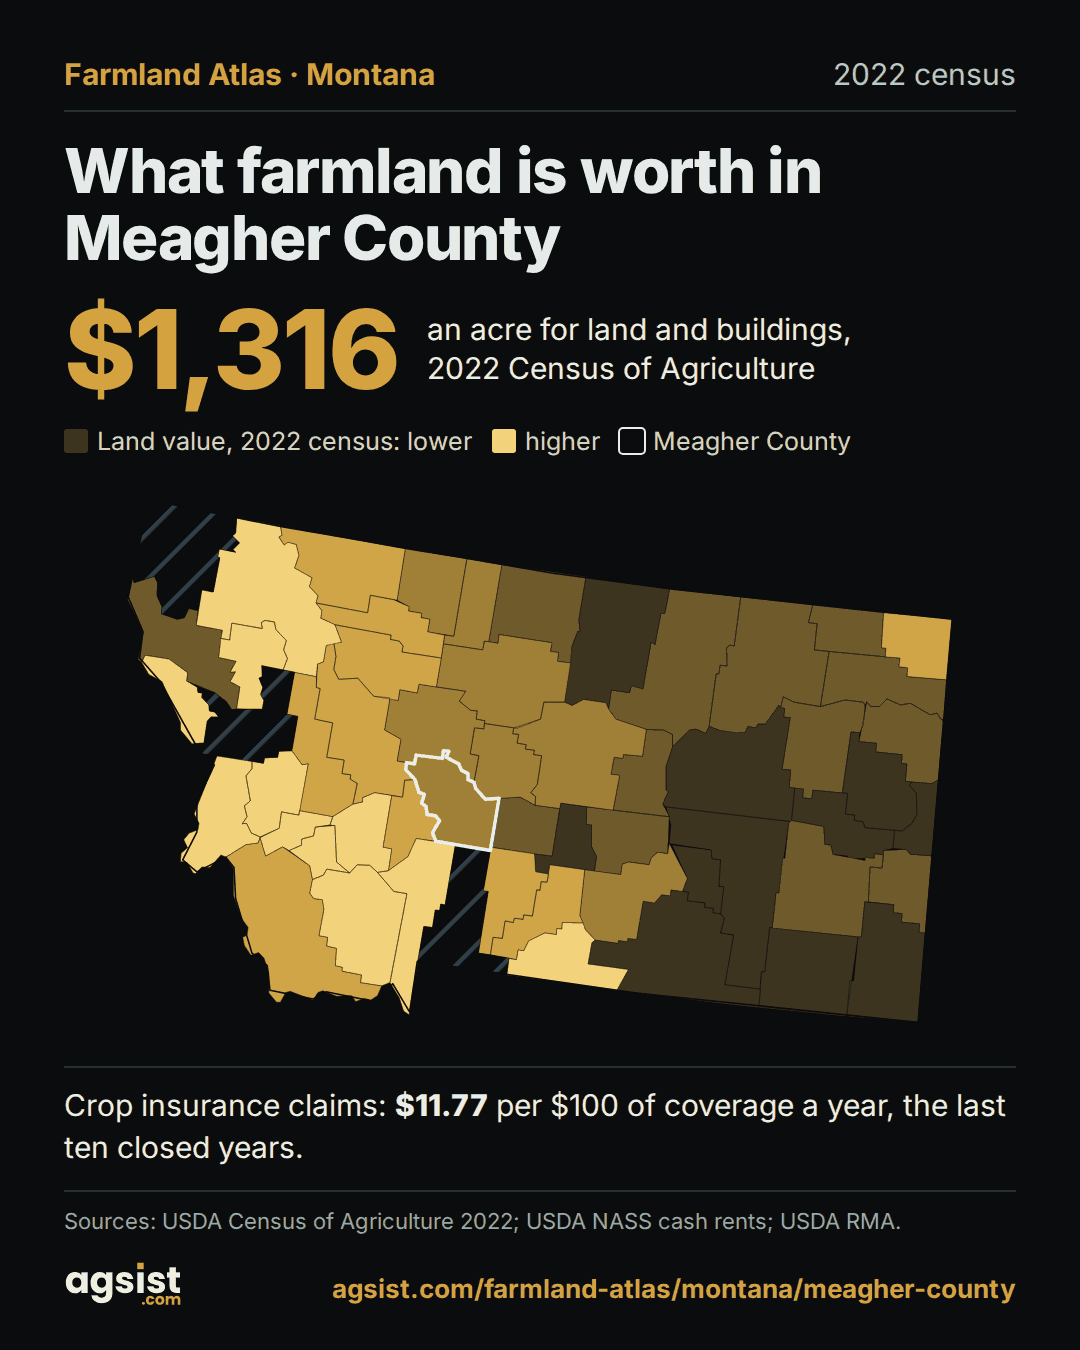 Farmland Atlas · Montana
2022 census
What farmland is worth in
Meagher County
$1,316
an acre for land and buildings,
2022 Census of Agriculture
Land value, 2022 census: lower
higher
Meagher County
Crop insurance claims: $11.77 per $100 of coverage a year, the last
ten closed years.
Sources: USDA Census of Agriculture 2022; USDA NASS cash rents; USDA RMA.
agsist
.com
agsist.com/farmland-atlas/montana/meagher-county